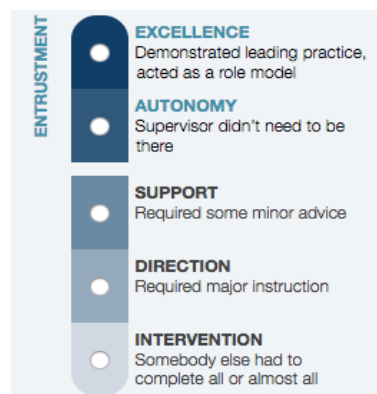 ENTRUSTMENT
EXCELLENCE
Demonstrated leading practice,
acted as a role model
AUTONOMY
Supervisor didn't need to be
there
SUPPORT
Required some minor advice
DIRECTION
Required major instruction
INTERVENTION
Somebody else had to
complete all or almost all